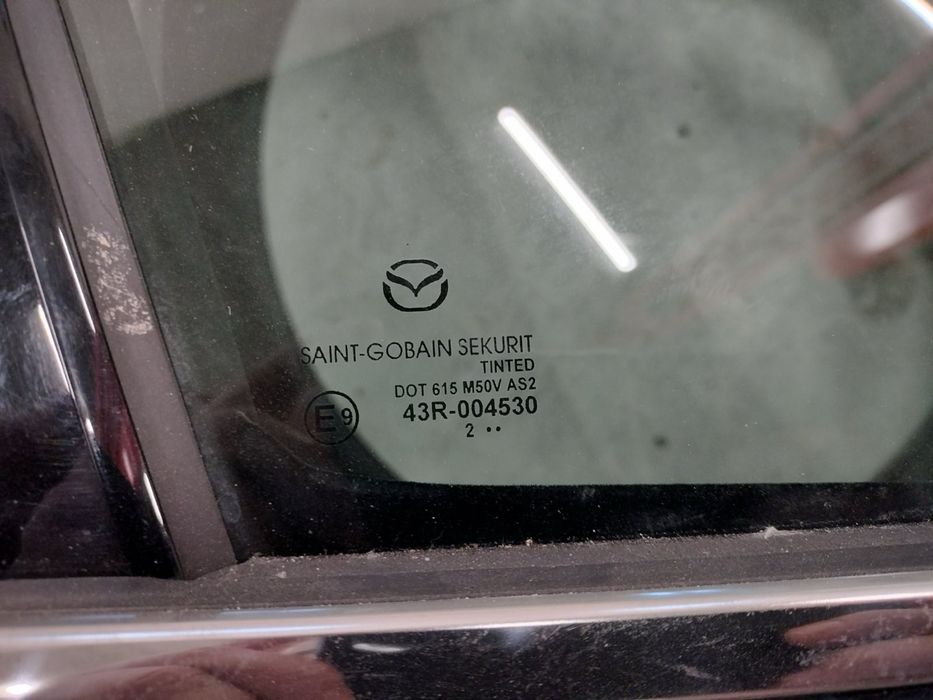 SAINT-GOBAIN SEKURIT
TINTED
DOT 615 M50V AS2
E9 43R-004530
2 ••